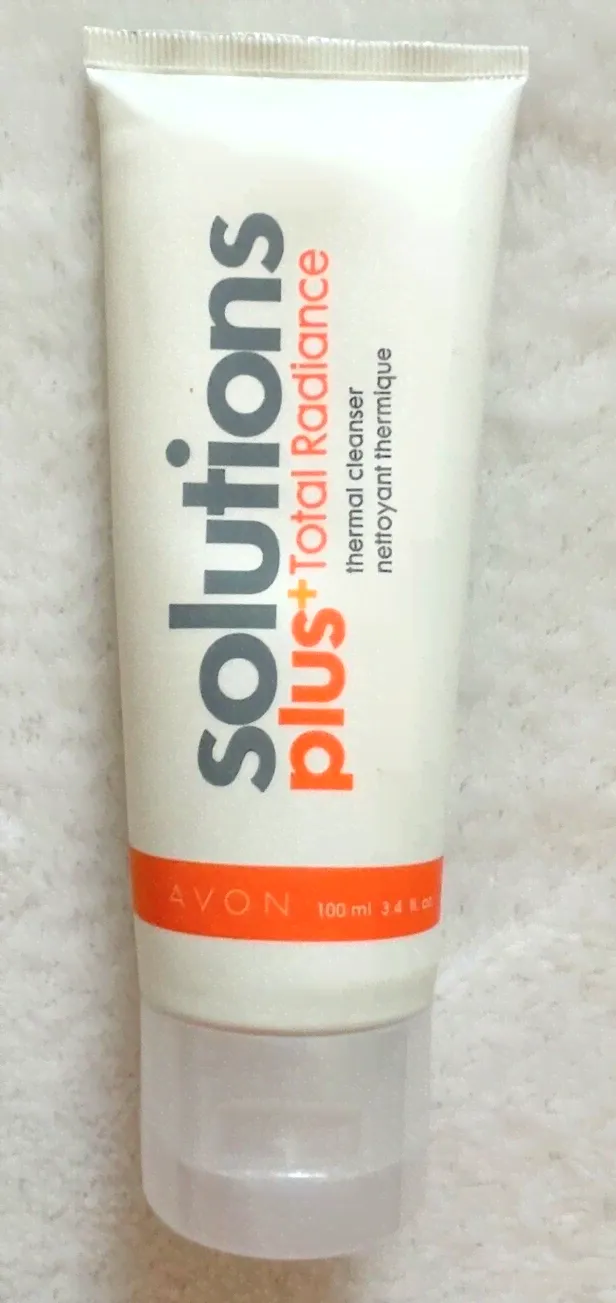 solutions
plus+Total Radiance
thermal cleanser
nettoyant thermique
AVON 100 ml 3.4 fl. oz